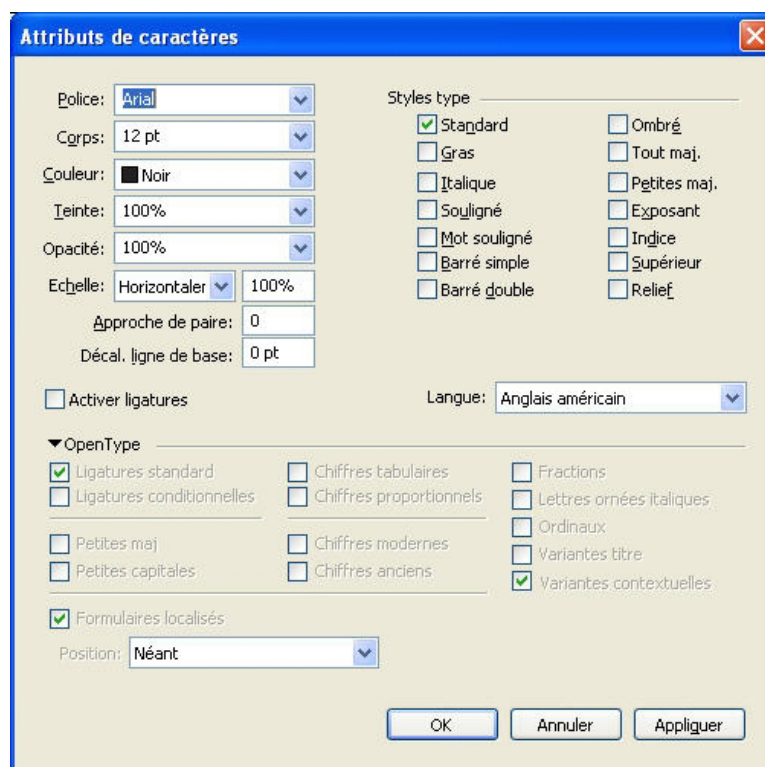 Attributs de caractères
Police: Arial
Corps: 12 pt
Couleur: Noir
Teinte: 100%
Opacité: 100%
Echelle: Horizontaler 100%
Approche de paire: 0
Décal. ligne de base: 0 pt
Styles type
Standard Ombré
Gras Tout maj.
Italique Petites maj.
Souligné Exposant
Mot souligné Indice
Barré simple Supérieur
Barré double Relief
Activer ligatures
Langue: Anglais américain
OpenType
Ligatures standard Chiffres tabulaires Fractions
Ligatures conditionnelles Chiffres proportionnels Lettres ornées italiques
Ordinaux
Petites maj Chiffres modernes Variantes titre
Petites capitales Chiffres anciens Variantes contextuelles
Formulaires localisés
Position: Néant
OK Annuler Appliguer